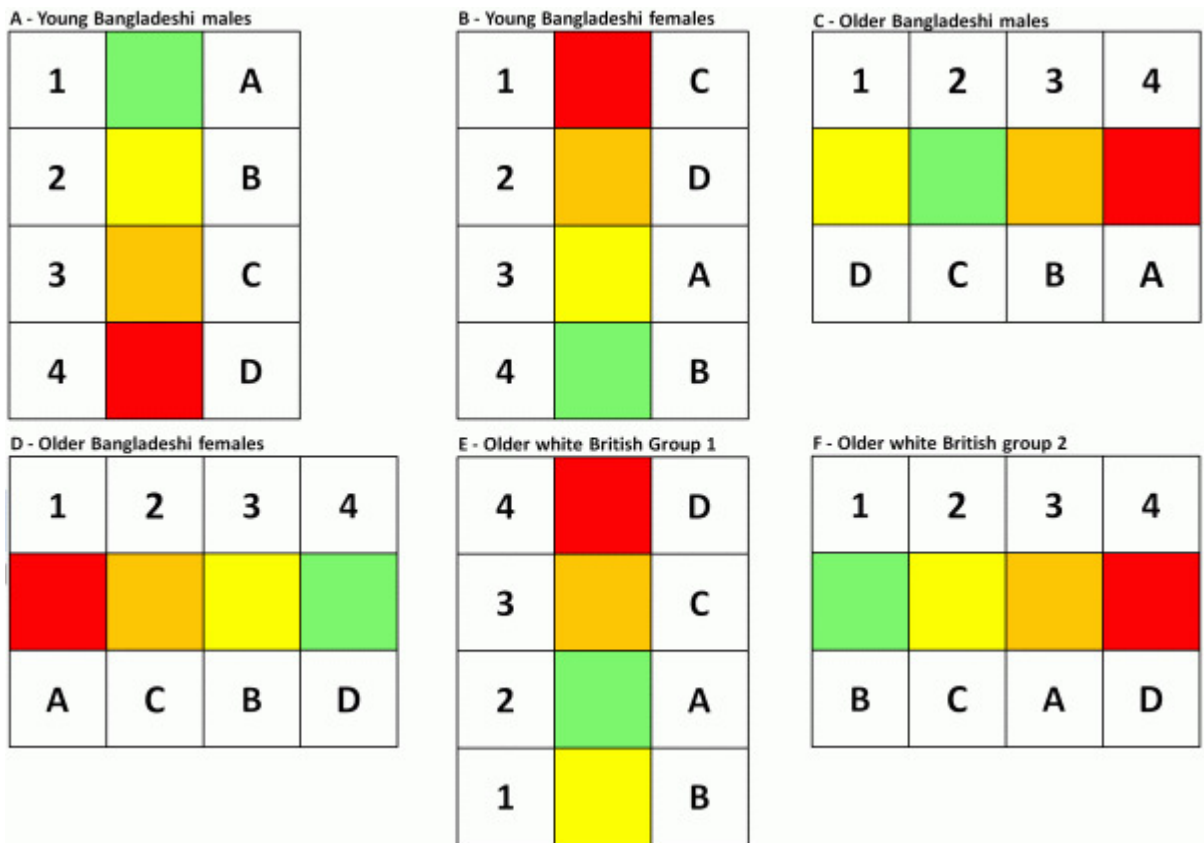 A - Young Bangladeshi males
1 A
2 B
3 C
4 D
B - Young Bangladeshi females
1 C
2 D
3 A
4 B
C - Older Bangladeshi males
1 2 3 4
D C B A
D - Older Bangladeshi females
1 2 3 4
A C B D
E - Older white British Group 1
4 D
3 C
2 A
1 B
F - Older white British group 2
1 2 3 4
B C A D